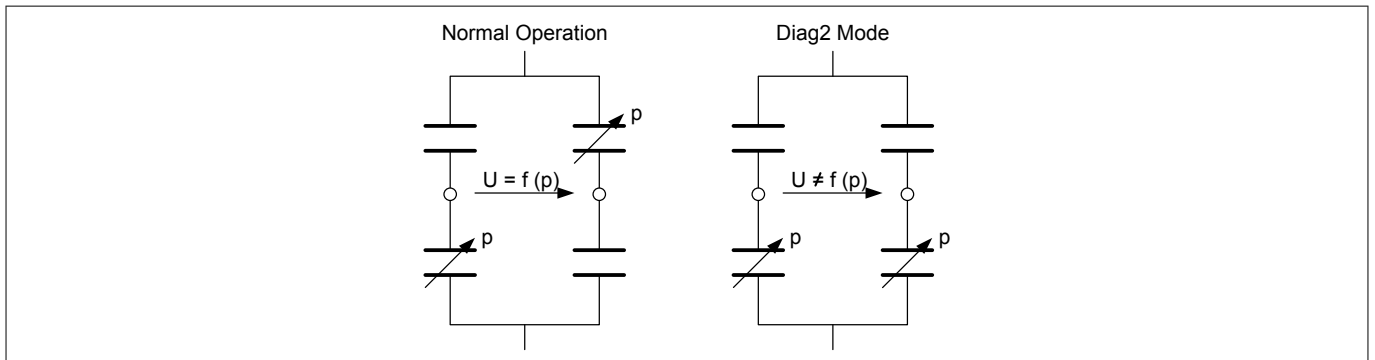 Normal Operation
Diag2 Mode
p
U = f (p)
U ≠ f (p)
p
p
p